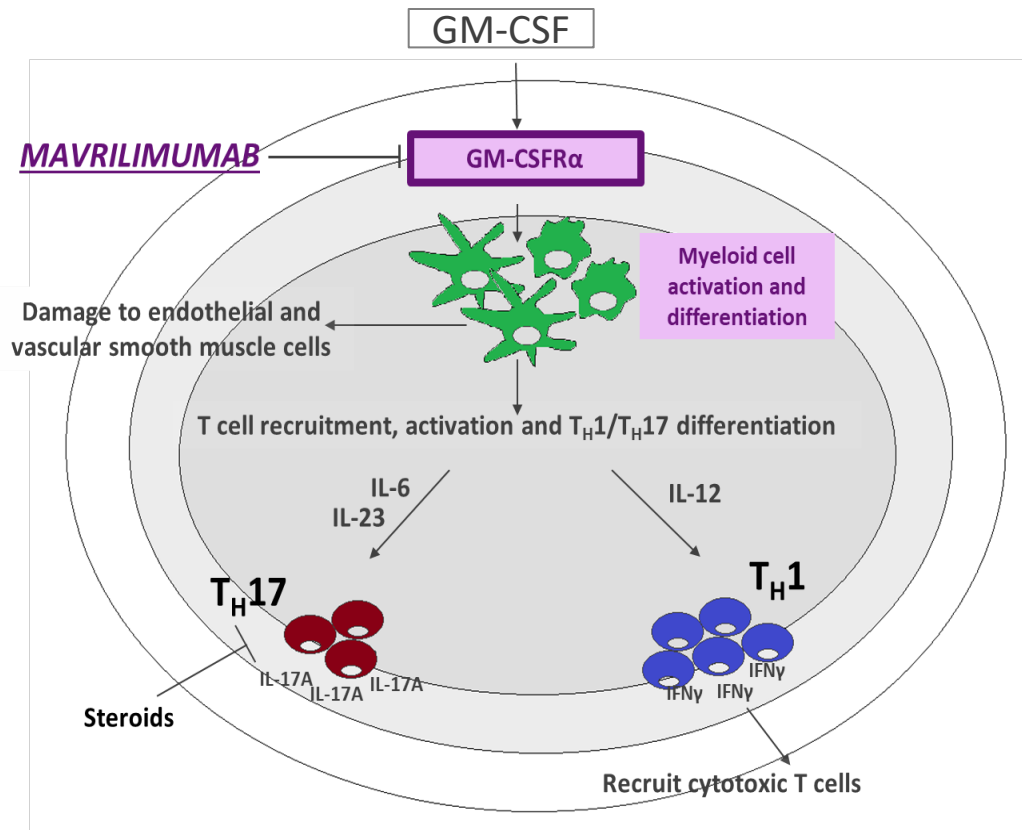 GM-CSF
MAVRILIMUMAB
GM-CSFRα
Myeloid cell
activation and
differentiation
Damage to endothelial and
vascular smooth muscle cells
T cell recruitment, activation and TH1/TH17 differentiation
IL-6
IL-23
IL-12
TH17
TH1
IL-17A
IL-17A
IL-17A
IFNγ
IFNγ
IFNγ
Steroids
Recruit cytotoxic T cells